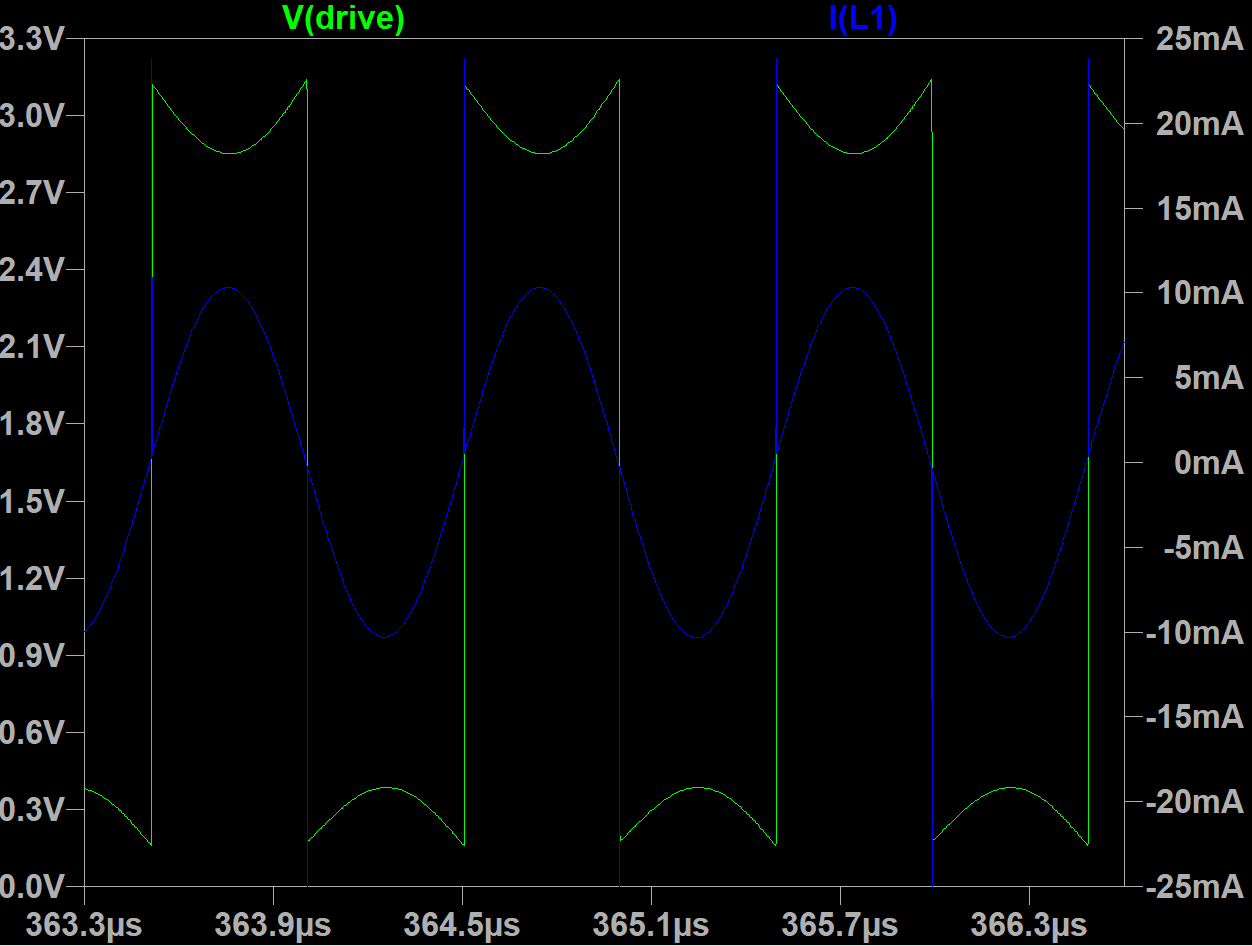 V(drive) I(L1)
3.3V 25mA
3.0V 20mA
2.7V 15mA
2.4V 10mA
2.1V 5mA
1.8V 0mA
1.5V -5mA
1.2V -10mA
0.9V -15mA
0.6V -20mA
0.3V -25mA
0.0V
363.3µs 363.9µs 364.5µs 365.1µs 365.7µs 366.3µs